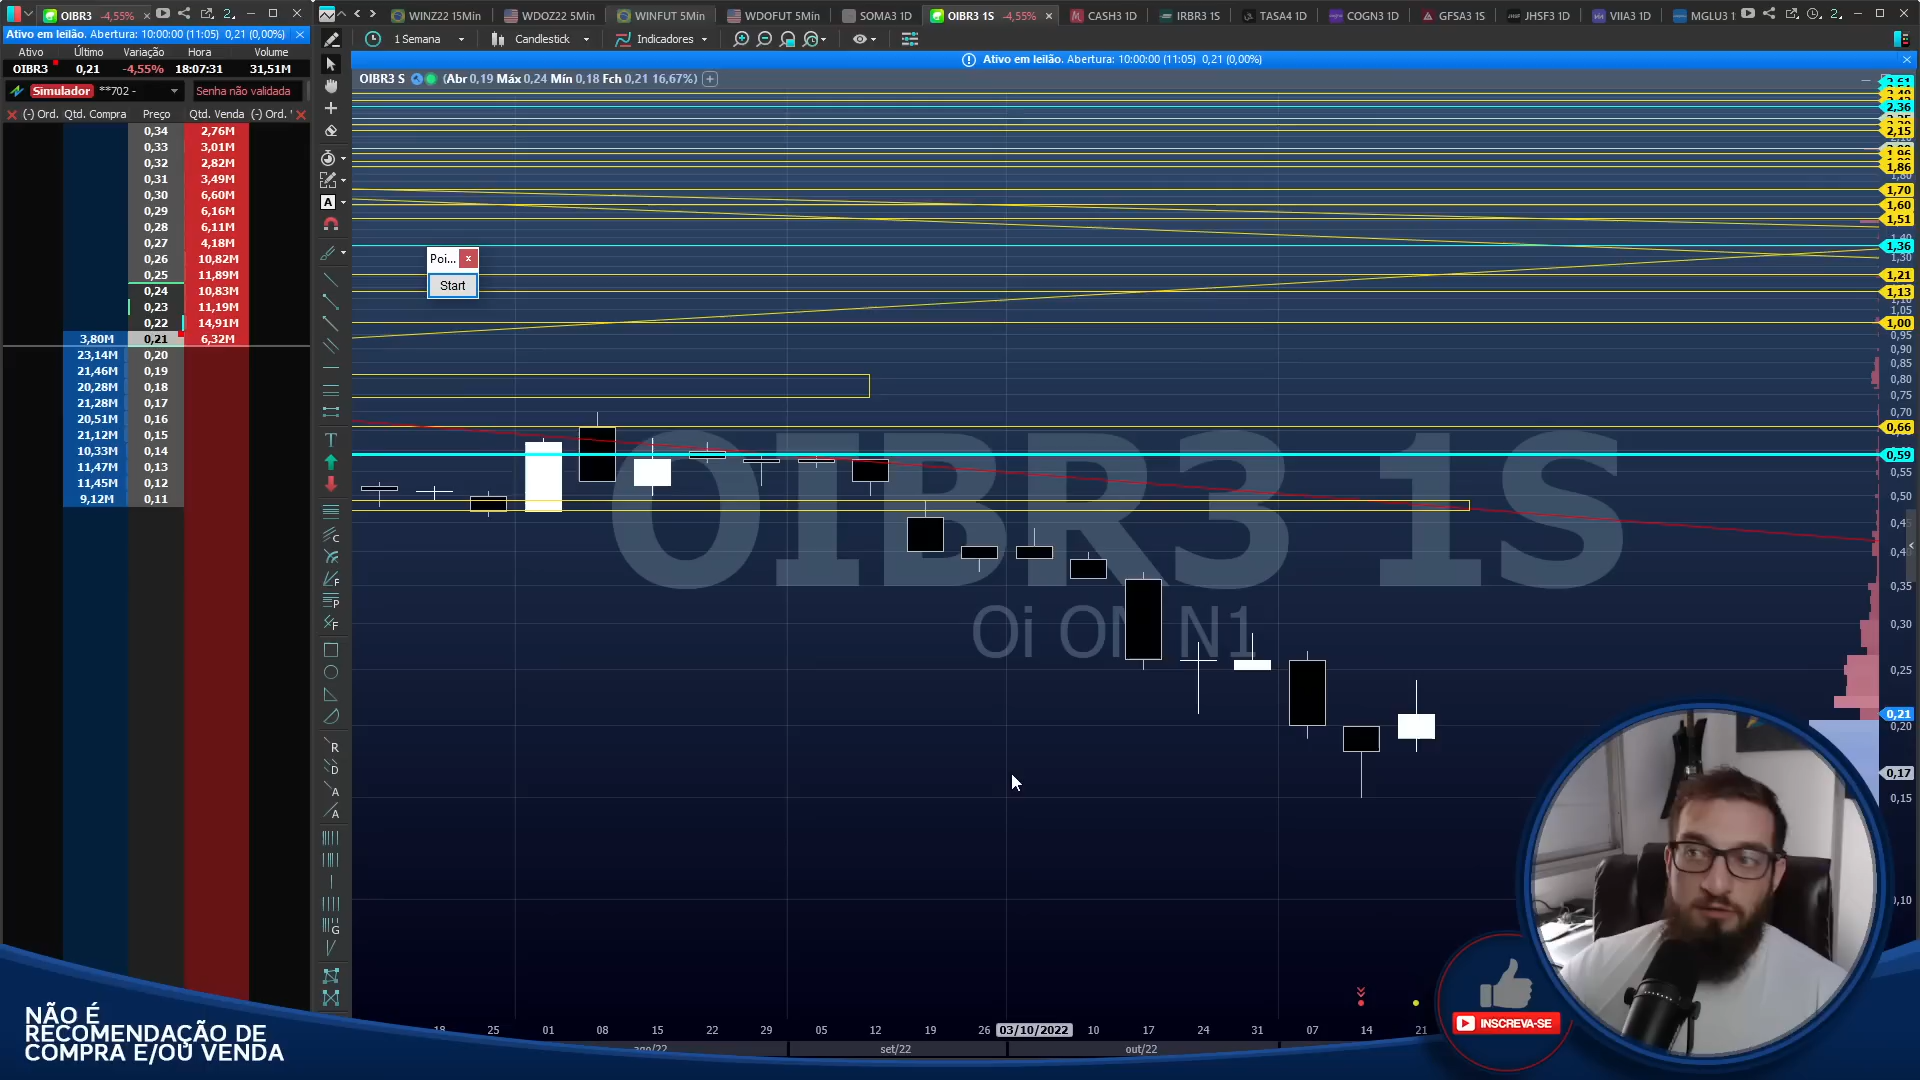 OIBR3 -4,55%
2
Ativo em leilão. Abertura: 10:00:00 (11:05) 0,21 (0,00%)
Ativo Último Variação Hora Volume
OIBR3 0,21 -4,55% 18:07:31 31,51M
Simulador **702 - Senha não validada
(-) Ord. Qtd. Compra Preço Qtd. Venda (-) Ord.
0,34 2,76M
0,33 3,01M
0,32 2,82M
0,31 3,49M
0,30 6,60M
0,29 6,16M
0,28 6,11M
0,27 4,18M
0,26 10,82M
0,25 11,89M
0,24 10,83M
0,23 11,19M
0,22 14,91M
3,80M 0,21 6,32M
23,14M 0,20
21,46M 0,19
20,28M 0,18
21,28M 0,17
20,51M 0,16
21,12M 0,15
10,33M 0,14
11,47M 0,13
11,45M 0,12
9,12M 0,11
WINZ22 15Min WDOZ22 5Min WINFUT 5Min WDOFUT 5Min SOMA3 1D OIBR3 1S -4,55% CASH3 1D IRBR3 1S TASA4 1D COGN3 1D GFSA3 1S JHSF3 1D VIIA3 1D MGLU3 1
2
1 Semana Candlestick Indicadores
Ativo em leilão. Abertura: 10:00:00 (11:05) 0,21 (0,00%)
OIBR3 S (Abr 0,19 Máx 0,24 Mín 0,18 Fch 0,21 16,67%)
Poi...
Start
OIBR3 1S
Oi ON N1
2,36
2,15
1,86
1,70
1,60
1,51
1,36
1,30
1,21
1,13
1,05
1,00
0,95
0,90
0,85
0,80
0,75
0,70
0,66
0,59
0,55
0,50
0,35
0,30
0,25
0,21
0,20
0,17
0,15
0,10
18 25 01 08 15 22 29 05 12 19 26 03/10/2022 10 17 24 31 07 14 21
ago/22 set/22 out/22
NÃO É
RECOMENDAÇÃO DE
COMPRA E/OU VENDA
INSCREVA-SE